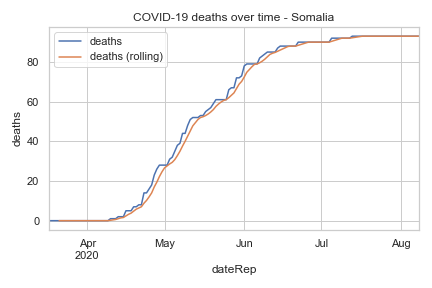 COVID-19 deaths over time - Somalia
deaths
deaths (rolling)
80
60
40
20
0
deaths
Apr
2020
May
Jun
Jul
Aug
dateRep